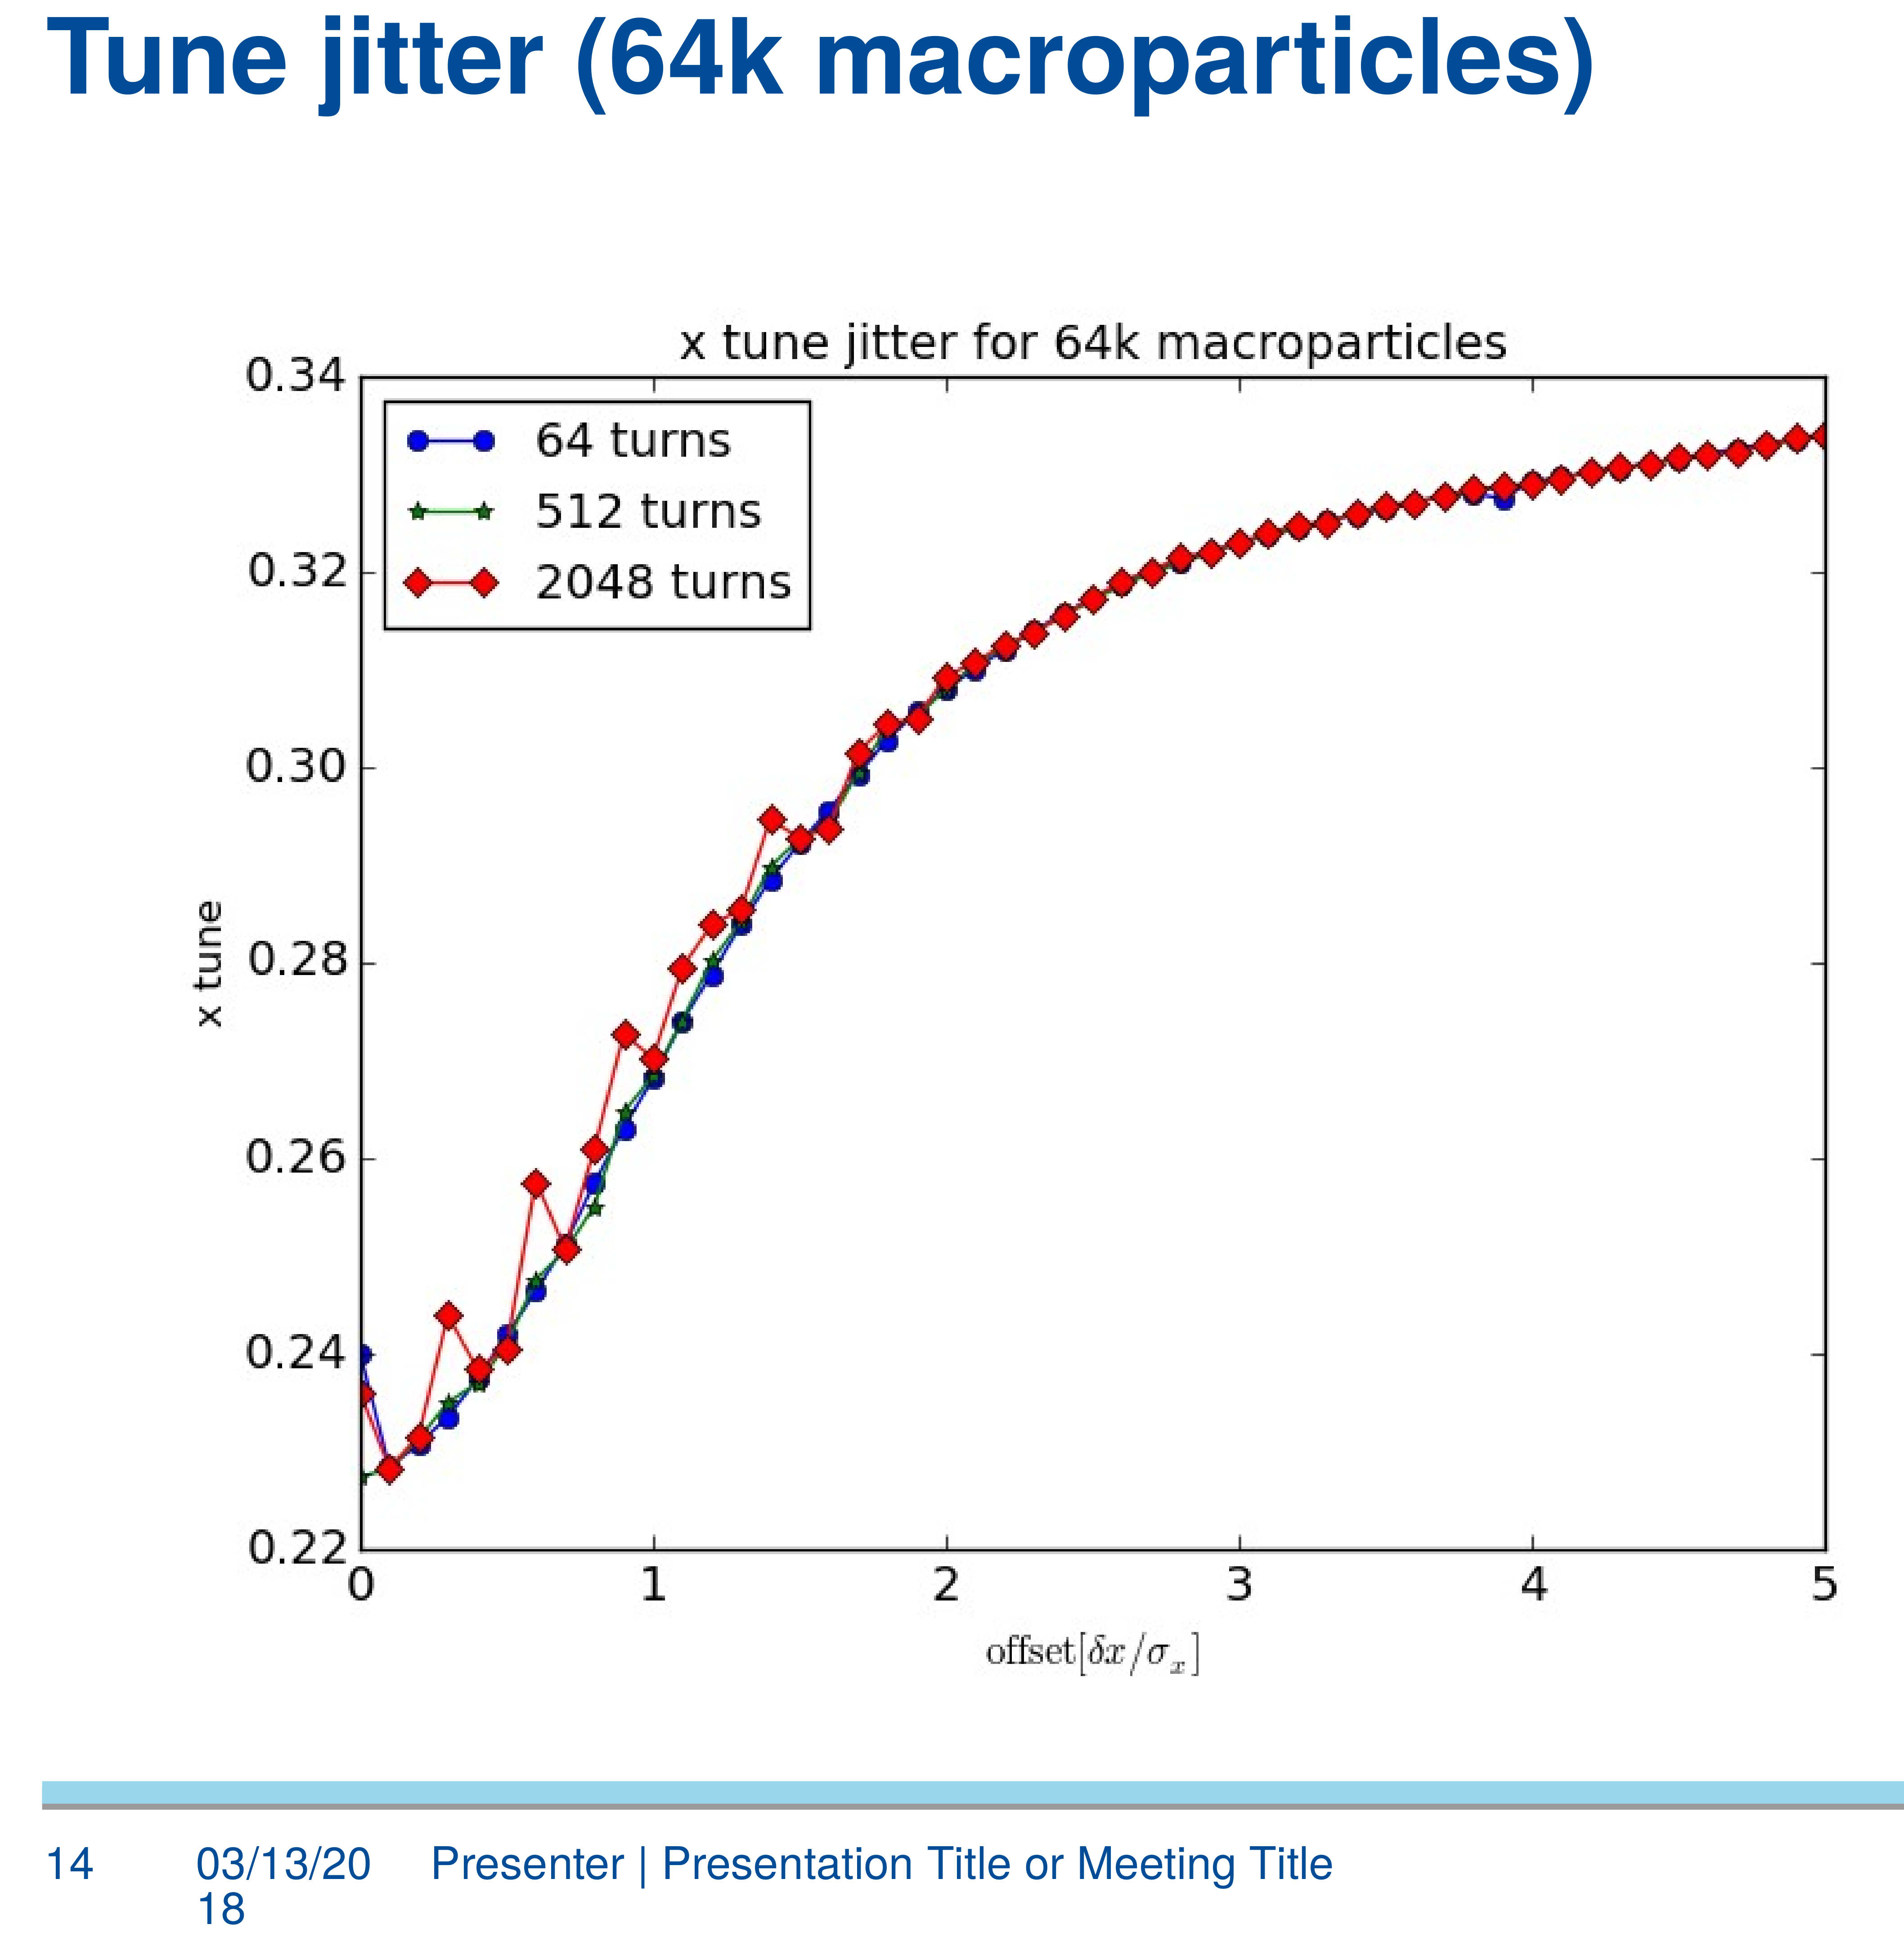 Tune jitter (64k macroparticles)
x tune jitter for 64k macroparticles
0.34
0.32
0.30
0.28
0.26
0.24
0.22
x tune
64 turns
512 turns
2048 turns
0 1 2 3 4 5
offset[δx/σₓ]
14 03/13/20 Presenter | Presentation Title or Meeting Title
18